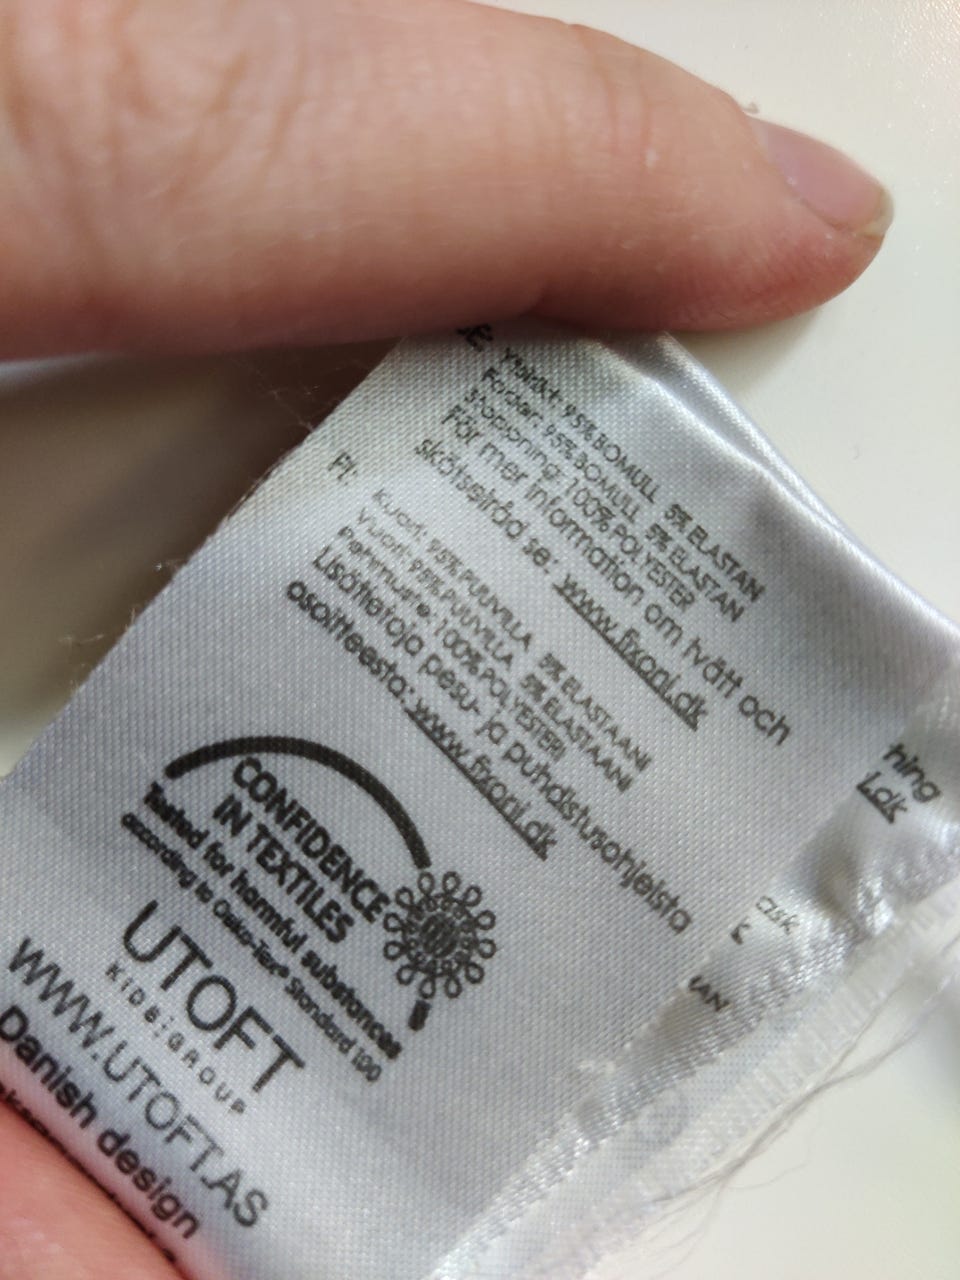 SE: Yttertkt: 95% BOMULL 5% ELASTAN
Foder: 95% BOMULL 5% ELASTAN
Stoppning: 100% POLYESTER
För mer information om tvätt och
skötselråd se: www.fixoni.dk
FI: Kuori: 95% PUUVILLA 5% ELASTAANI
Vuori: 95% PUUVILLA 5% ELASTAANI
Pehmuste: 100% POLYESTERI
Lisätietoja pesu- ja puhdistusohjeista
osoitteesta: www.fixoni.dk
CONFIDENCE
IN TEXTILES
Tested for harmful substances
according to Oeko-Tex® Standard 100
UTOFT
KIDS|GROUP
WWW.UTOFT.AS
Danish design